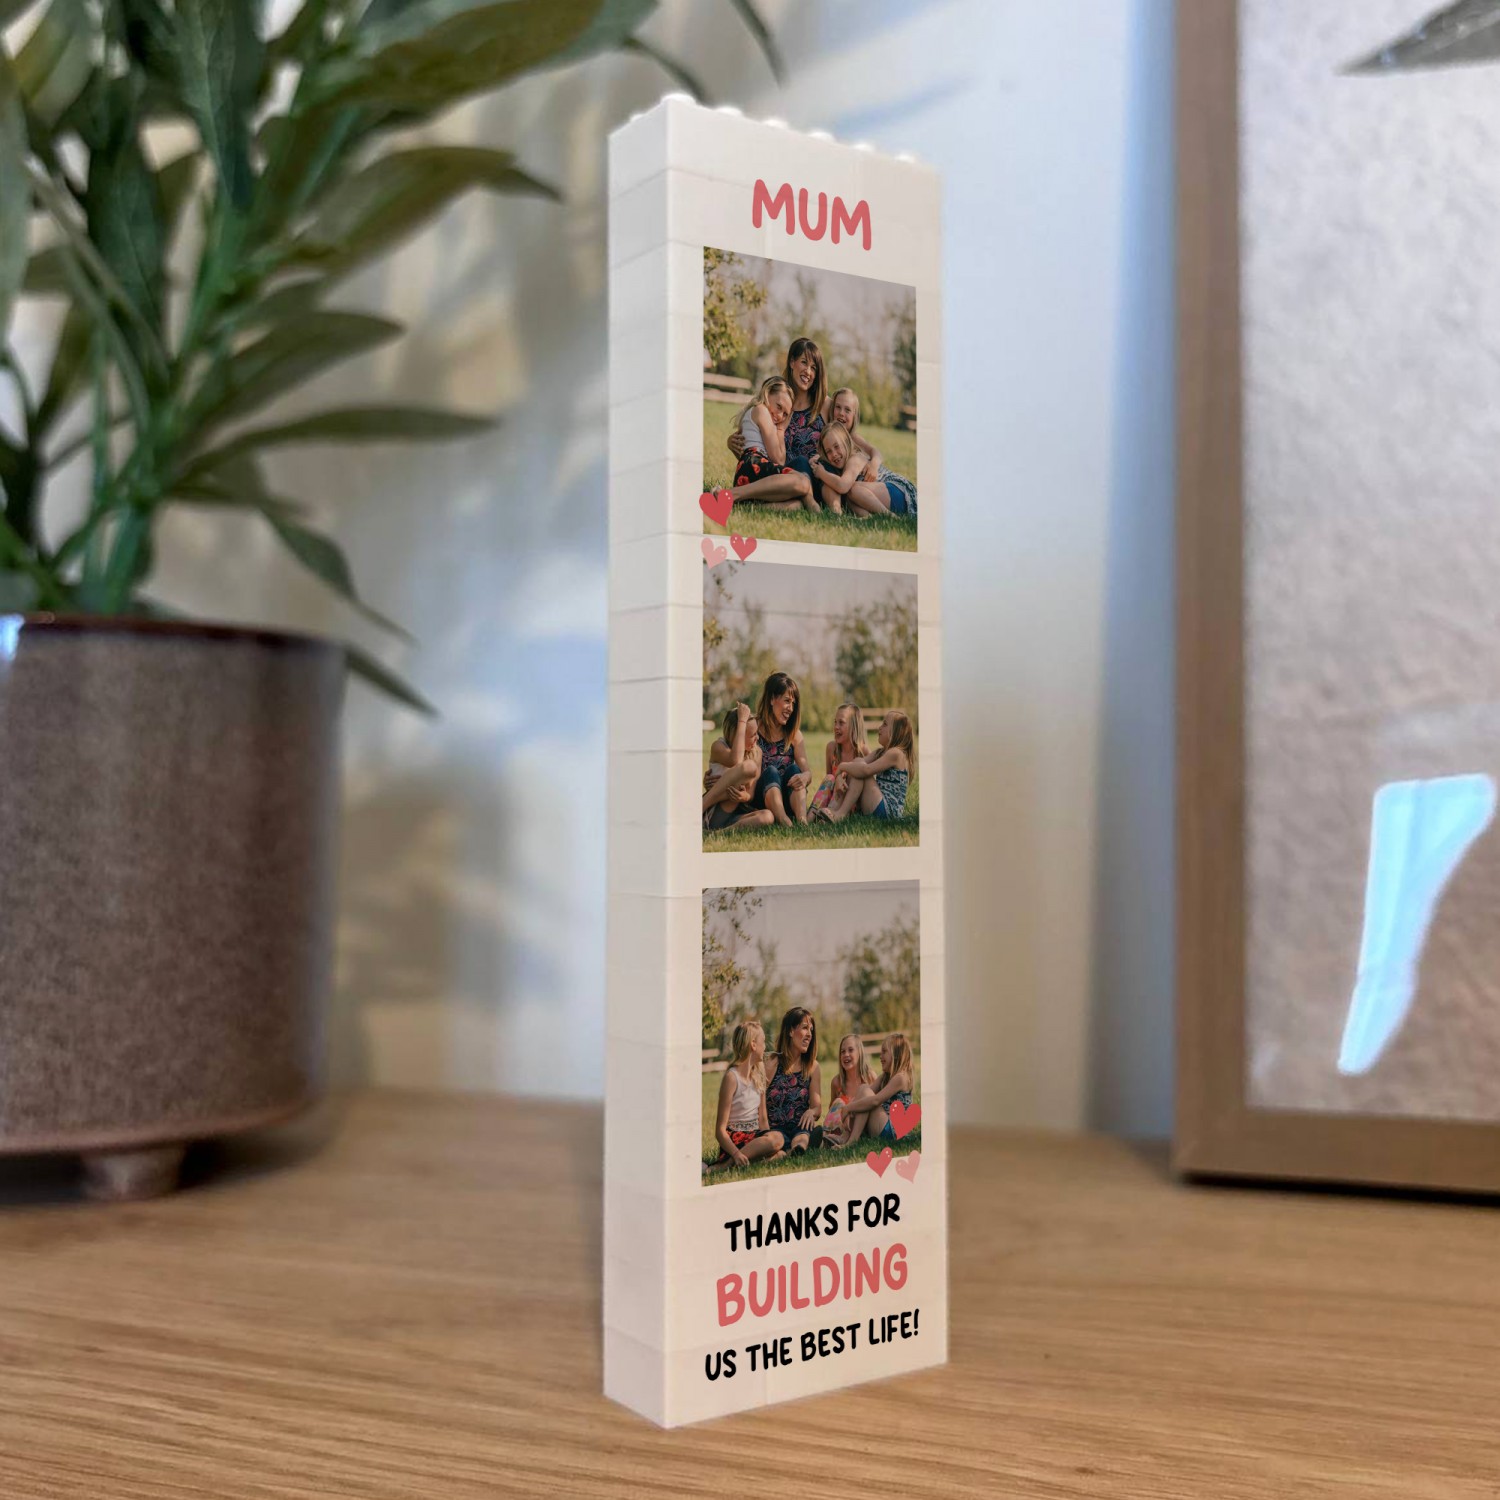 MUM
THANKS FOR
BUILDING
US THE BEST LIFE!